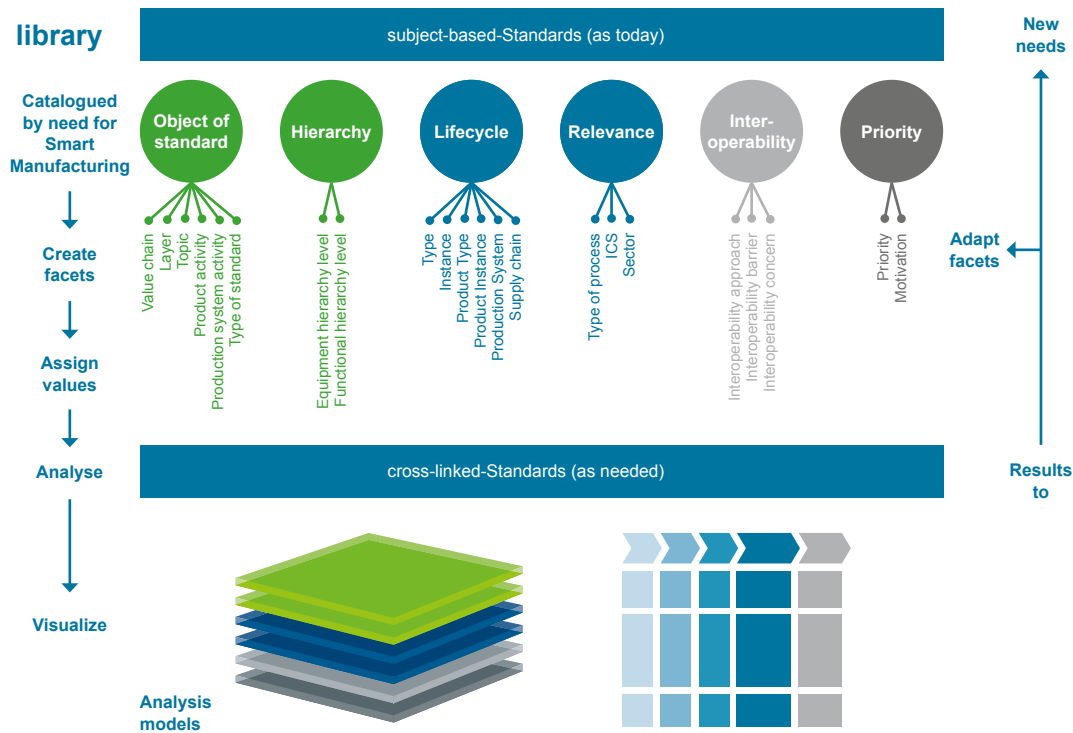 library
subject-based-Standards (as today)
New
needs
Catalogued
by need for
Smart
Manufacturing
Object of
standard
Hierarchy
Lifecycle
Relevance
Inter-
operability
Priority
Create
facets
Value chain
Layer
Topic
Product activity
Production system activity
Type of standard
Equipment hierarchy level
Functional hierarchy level
Type
Instance
Product Type
Product Instance
Production System
Supply chain
Type of process
ICS
Sector
Interoperability approach
Interoperability barrier
Interoperability concern
Priority
Motivation
Adapt
facets
Assign
values
Analyse
cross-linked-Standards (as needed)
Results
to
Visualize
Analysis
models